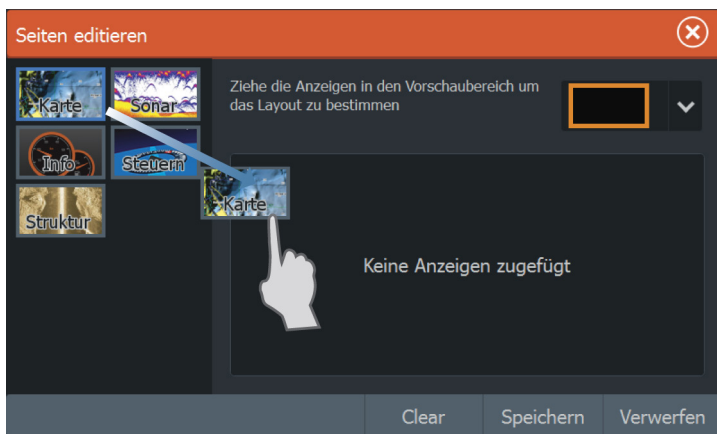 Seiten editieren
Karte
Sonar
Ziehe die Anzeigen in den Vorschaubereich um
das Layout zu bestimmen
Info
Steuern
Karte
Struktur
Keine Anzeigen zugefügt
Clear
Speichern
Verwerfen